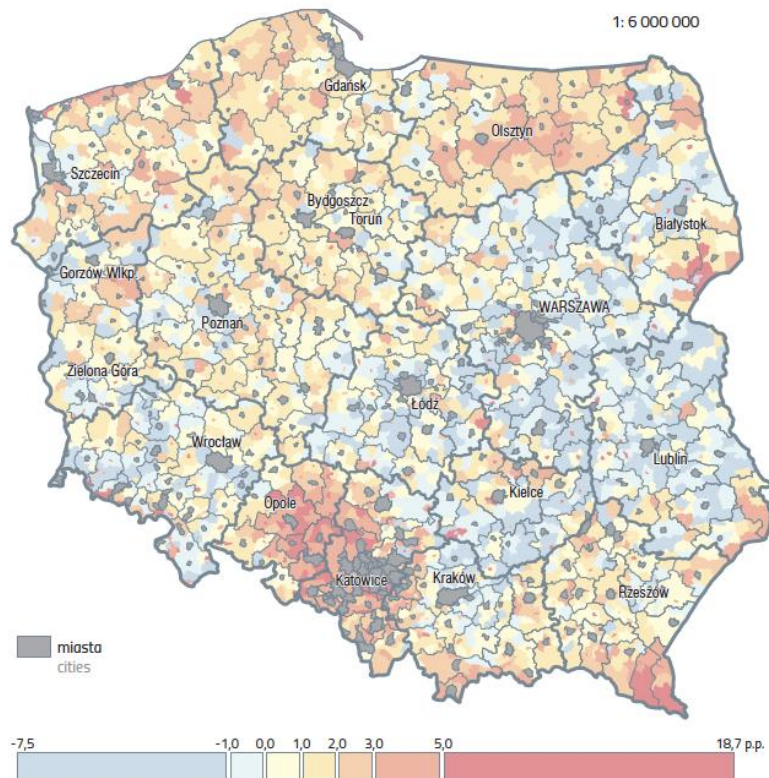 1: 6 000 000
Gdańsk
Olsztyn
Szczecin
Bydgoszcz
Toruń
Białystok
Gorzów Wlkp.
Poznań
WARSZAWA
Zielona Góra
Łódź
Wrocław
Lublin
Opole
Kielce
Katowice
Kraków
Rzeszów
miasta
cities
-7,5 -1,0 0,0 1,0 2,0 3,0 5,0 18,7 p.p.